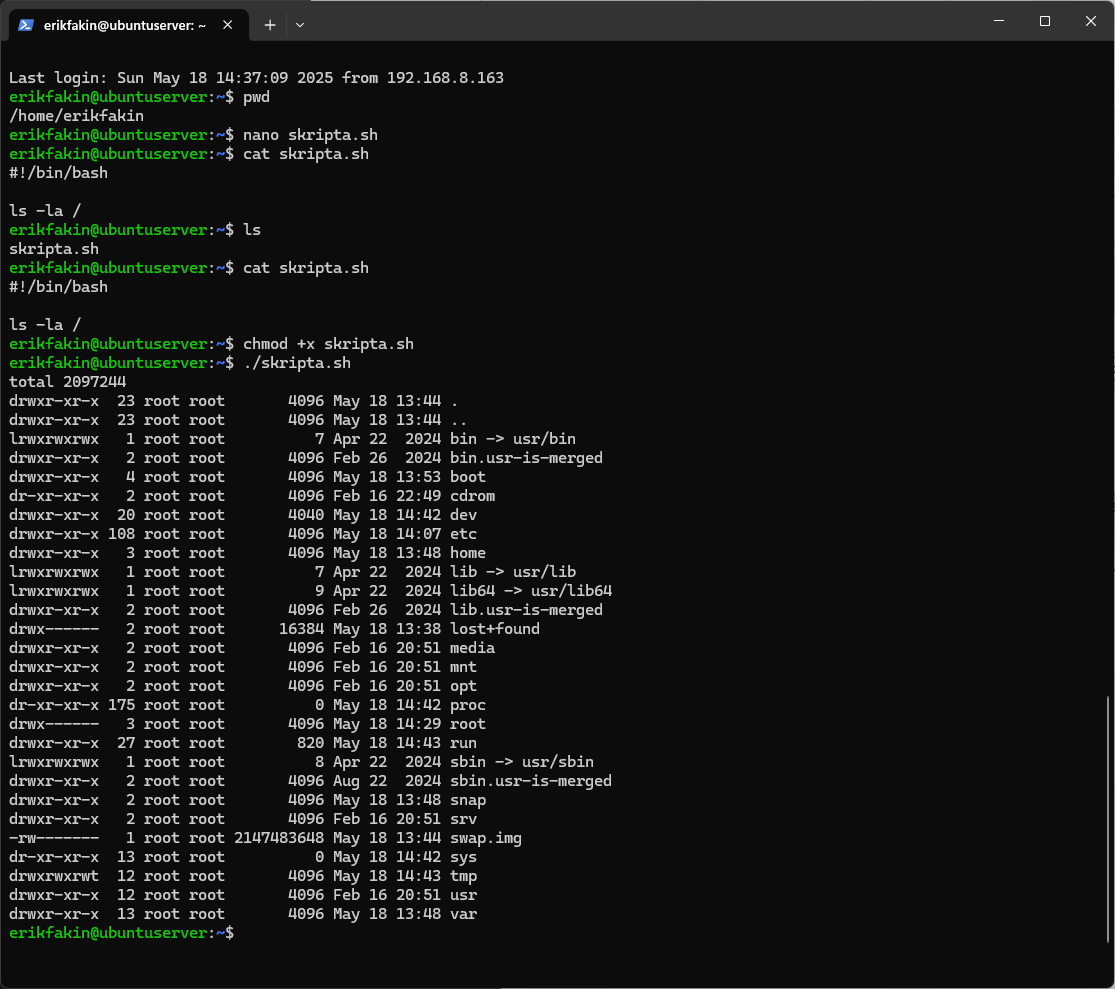 erikfakin@ubuntuserver: ~
Last login: Sun May 18 14:37:09 2025 from 192.168.8.163
erikfakin@ubuntuserver:~$ pwd
/home/erikfakin
erikfakin@ubuntuserver:~$ nano skripta.sh
erikfakin@ubuntuserver:~$ cat skripta.sh
#!/bin/bash
ls -la /
erikfakin@ubuntuserver:~$ ls
skripta.sh
erikfakin@ubuntuserver:~$ cat skripta.sh
#!/bin/bash
ls -la /
erikfakin@ubuntuserver:~$ chmod +x skripta.sh
erikfakin@ubuntuserver:~$ ./skripta.sh
total 2097244
drwxr-xr-x  23 root root       4096 May 18 13:44 .
drwxr-xr-x  23 root root       4096 May 18 13:44 ..
lrwxrwxrwx   1 root root          7 Apr 22  2024 bin -> usr/bin
drwxr-xr-x   2 root root       4096 Feb 26  2024 bin.usr-is-merged
drwxr-xr-x   4 root root       4096 May 18 13:53 boot
dr-xr-xr-x   2 root root       4096 Feb 16 22:49 cdrom
drwxr-xr-x  20 root root       4040 May 18 14:42 dev
drwxr-xr-x 108 root root       4096 May 18 14:07 etc
drwxr-xr-x   3 root root       4096 May 18 13:48 home
lrwxrwxrwx   1 root root          7 Apr 22  2024 lib -> usr/lib
lrwxrwxrwx   1 root root          9 Apr 22  2024 lib64 -> usr/lib64
drwxr-xr-x   2 root root       4096 Feb 26  2024 lib.usr-is-merged
drwx------   2 root root      16384 May 18 13:38 lost+found
drwxr-xr-x   2 root root       4096 Feb 16 20:51 media
drwxr-xr-x   2 root root       4096 Feb 16 20:51 mnt
drwxr-xr-x   2 root root       4096 Feb 16 20:51 opt
dr-xr-xr-x 175 root root          0 May 18 14:42 proc
drwx------   3 root root       4096 May 18 14:29 root
drwxr-xr-x  27 root root        820 May 18 14:43 run
lrwxrwxrwx   1 root root          8 Apr 22  2024 sbin -> usr/sbin
drwxr-xr-x   2 root root       4096 Aug 22  2024 sbin.usr-is-merged
drwxr-xr-x   2 root root       4096 May 18 13:48 snap
drwxr-xr-x   2 root root       4096 Feb 16 20:51 srv
-rw-------   1 root root 2147483648 May 18 13:44 swap.img
dr-xr-xr-x  13 root root          0 May 18 14:42 sys
drwxrwxrwt  12 root root       4096 May 18 14:43 tmp
drwxr-xr-x  12 root root       4096 Feb 16 20:51 usr
drwxr-xr-x  13 root root       4096 May 18 13:48 var
erikfakin@ubuntuserver:~$